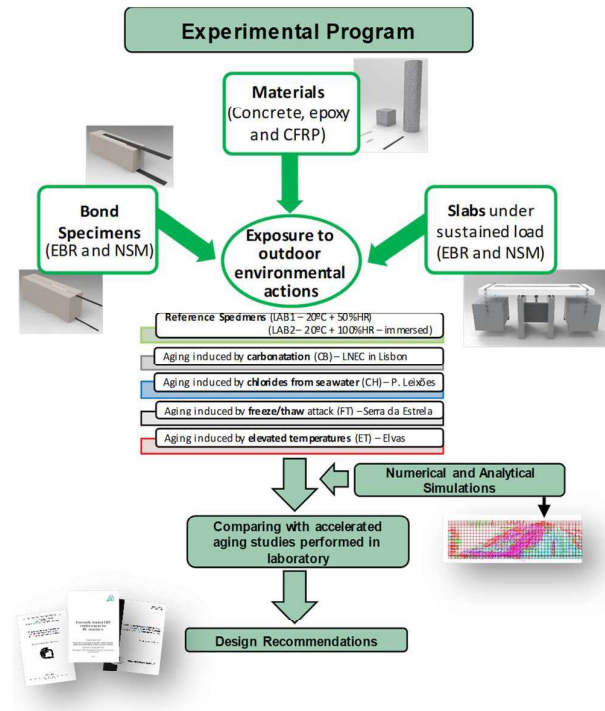 Experimental Program
Materials
(Concrete, epoxy
and CFRP)
Bond
Specimens
(EBR and NSM)
Slabs under
sustained load
(EBR and NSM)
Exposure to
outdoor
environmental
actions
Reference Specimens (LAB1 – 20ºC + 50%HR)
(LAB2 – 20ºC + 100%HR – immersed)
Aging induced by carbonatation (CB) – LNEC in Lisbon
Aging induced by chlorides from seawater (CH) – P. Leixões
Aging induced by freeze/thaw attack (FT) – Serra da Estrela
Aging induced by elevated temperatures (ET) – Elvas
Numerical and Analytical
Simulations
Comparing with accelerated
aging studies performed in
laboratory
Design Recommendations